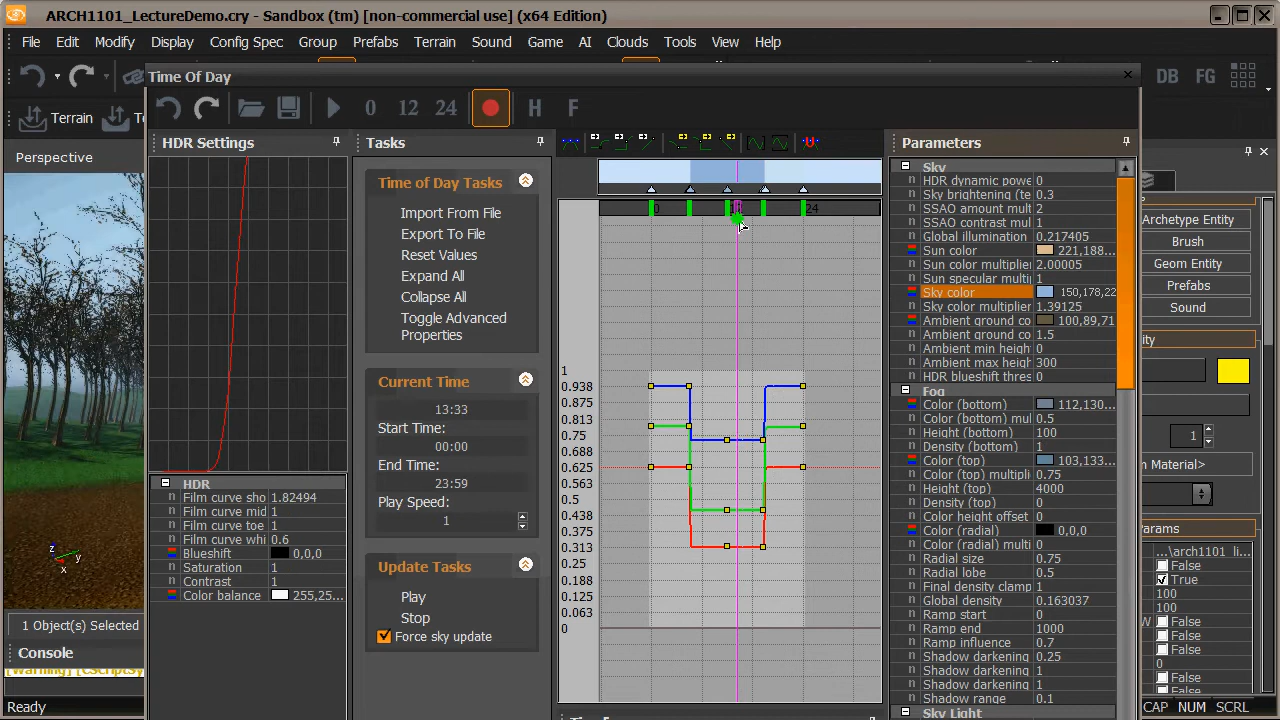 ARCH1101_LectureDemo.cry - Sandbox (tm) [non-commercial use] (x64 Edition)
File Edit Modify Display Config Spec Group Prefabs Terrain Sound Game AI Clouds Tools View Help
DB FG
Time Of Day
0 12 24 H F
Terrain
Perspective
HDR Settings
HDR
Film curve sho 1.82494
Film curve mid 1
Film curve toe 1
Film curve whi 0.6
Blueshift 0,0,0
Saturation 1
Contrast 1
Color balance 255,25...
Tasks
Time of Day Tasks
Import From File
Export To File
Reset Values
Expand All
Collapse All
Toggle Advanced
Properties
Current Time
13:33
Start Time:
00:00
End Time:
23:59
Play Speed:
1
Update Tasks
Play
Stop
Force sky update
0 24
1
0.938
0.875
0.813
0.75
0.688
0.625
0.563
0.5
0.438
0.375
0.313
0.25
0.188
0.125
0.063
0
Parameters
Sky
HDR dynamic powe 0
Sky brightening (te 0.3
SSAO amount mult 2
SSAO contrast mul 1
Global illumination 0.217405
Sun color 221,188...
Sun color multiplier 2.00005
Sun specular multi 1
Sky color 150,178,22
Sky color multiplier 1.39125
Ambient ground co 100,89,71
Ambient ground co 1.5
Ambient min height 0
Ambient max heigh 300
HDR blueshift thres 0
Fog
Color (bottom) 112,130...
Color (bottom) mul 0.5
Height (bottom) 100
Density (bottom) 1
Color (top) 103,133...
Color (top) multipli 0.75
Height (top) 4000
Density (top) 0
Color height offset 0
Color (radial) 0,0,0
Color (radial) multi 0
Radial size 0.75
Radial lobe 0.5
Final density clamp 1
Global density 0.163037
Ramp start 0
Ramp end 1000
Ramp influence 0.7
Shadow darkening 0.25
Shadow darkening 1
Shadow darkening 1
Shadow range 0.1
Sky Light
Archetype Entity
Brush
Geom Entity
Prefabs
Sound
1
Material>
Params
...\arch1101_li...
False
True
100
100
False
False
False
0
False
False
1 Object(s) Selected
Console
Ready
CAP NUM SCRL
z
y
x